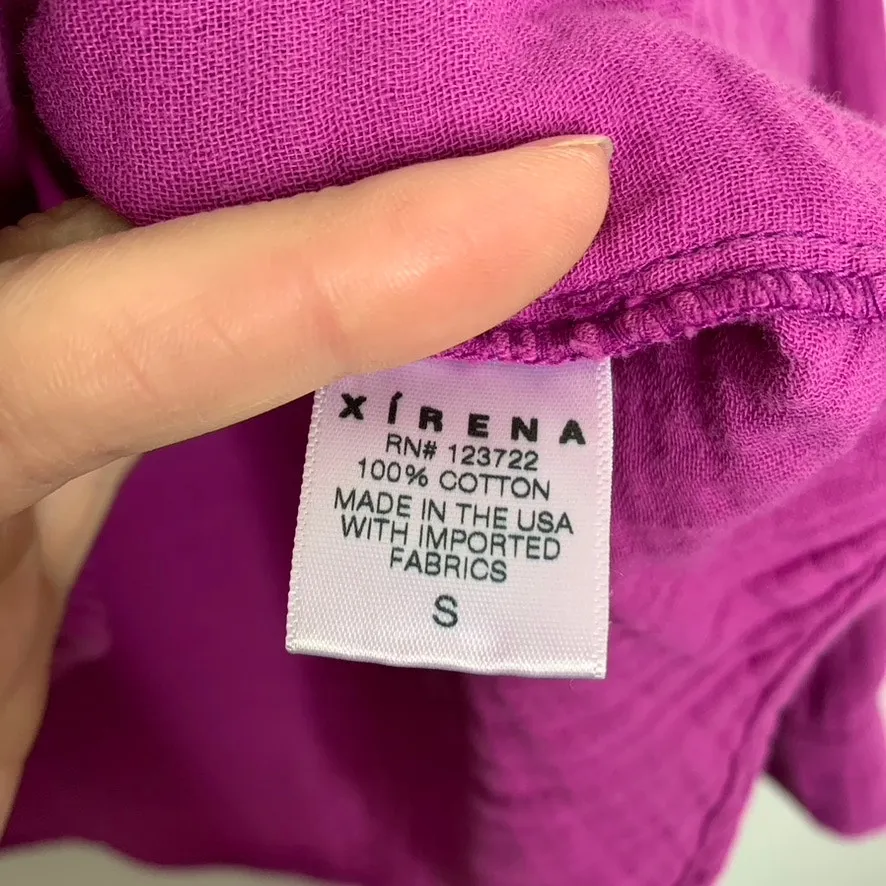 XÍRENA
RN# 123722
100% COTTON
MADE IN THE USA
WITH IMPORTED
FABRICS
S